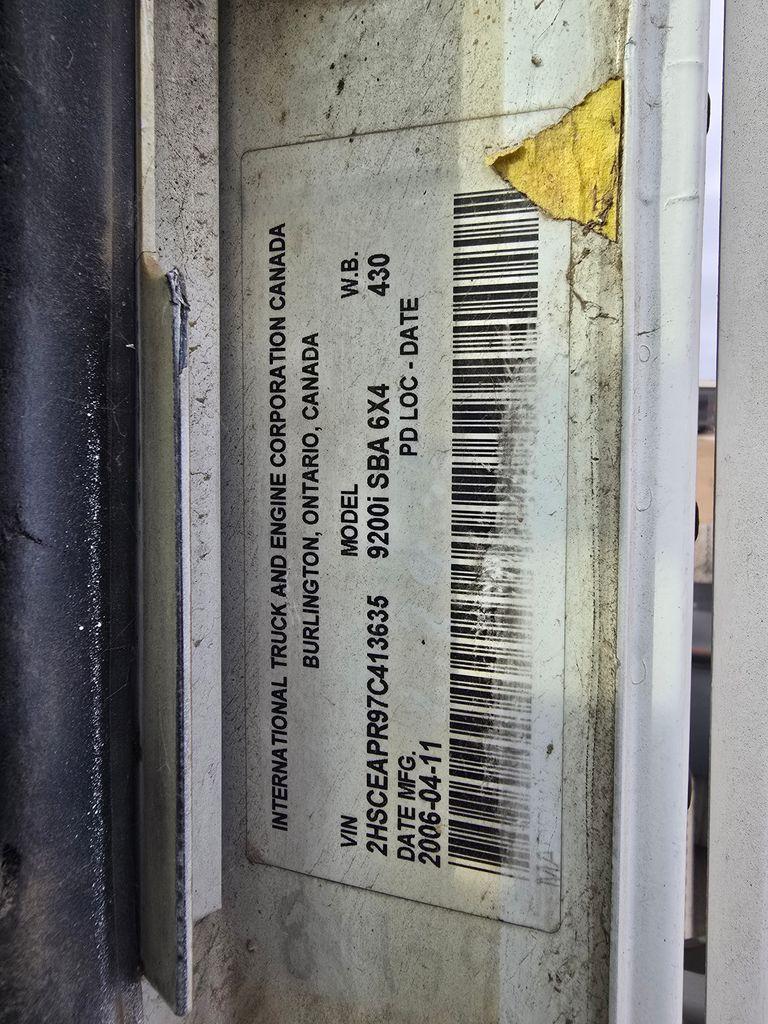 INTERNATIONAL TRUCK AND ENGINE CORPORATION CANADA
BURLINGTON, ONTARIO, CANADA
VIN MODEL W.B.
2HSCEAPR97C413635 9200i SBA 6X4 430
DATE MFG. PD LOC - DATE
2006-04-11